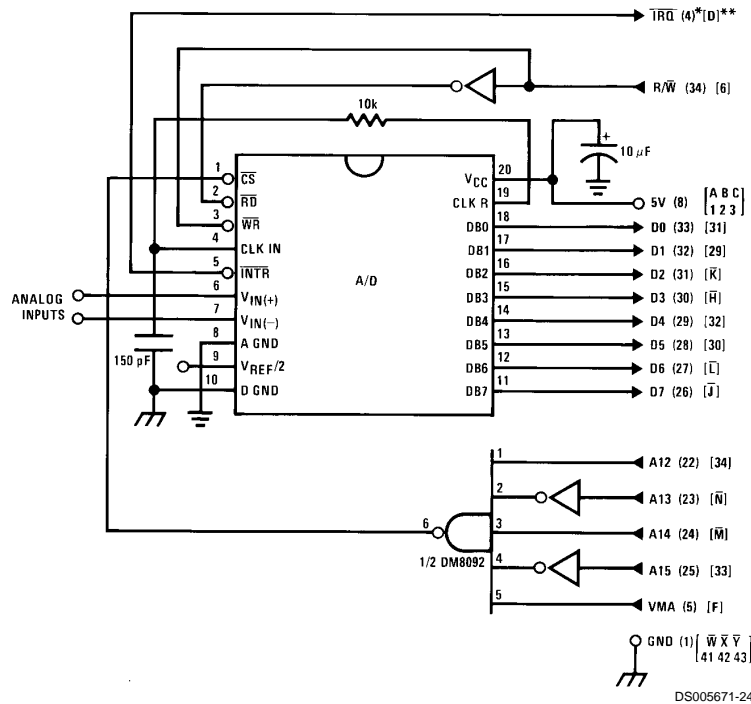 I̅R̅Q̅ (4)*[D]**
R/W̅ (34) [6]
10k
+
10 μF
1 C̅S̅
2 R̅D̅
3 W̅R̅
4 CLK IN
5 I̅N̅T̅R̅
6 VIN(+)
7 VIN(−)
8 A GND
9 VREF/2
10 D GND
A/D
VCC 20
CLK R 19
DB0 18
DB1 17
DB2 16
DB3 15
DB4 14
DB5 13
DB6 12
DB7 11
ANALOG
INPUTS
150 pF
5V (8) [A B C
1 2 3]
D0 (33) [31]
D1 (32) [29]
D2 (31) [K̅]
D3 (30) [H̅]
D4 (29) [32]
D5 (28) [30]
D6 (27) [L̅]
D7 (26) [J̅]
1 A12 (22) [34]
2 A13 (23) [N̅]
3 A14 (24) [M̅]
4 A15 (25) [33]
5 VMA (5) [F]
6
1/2 DM8092
GND (1) [W̅ X̅ Y̅
41 42 43]
DS005671-24